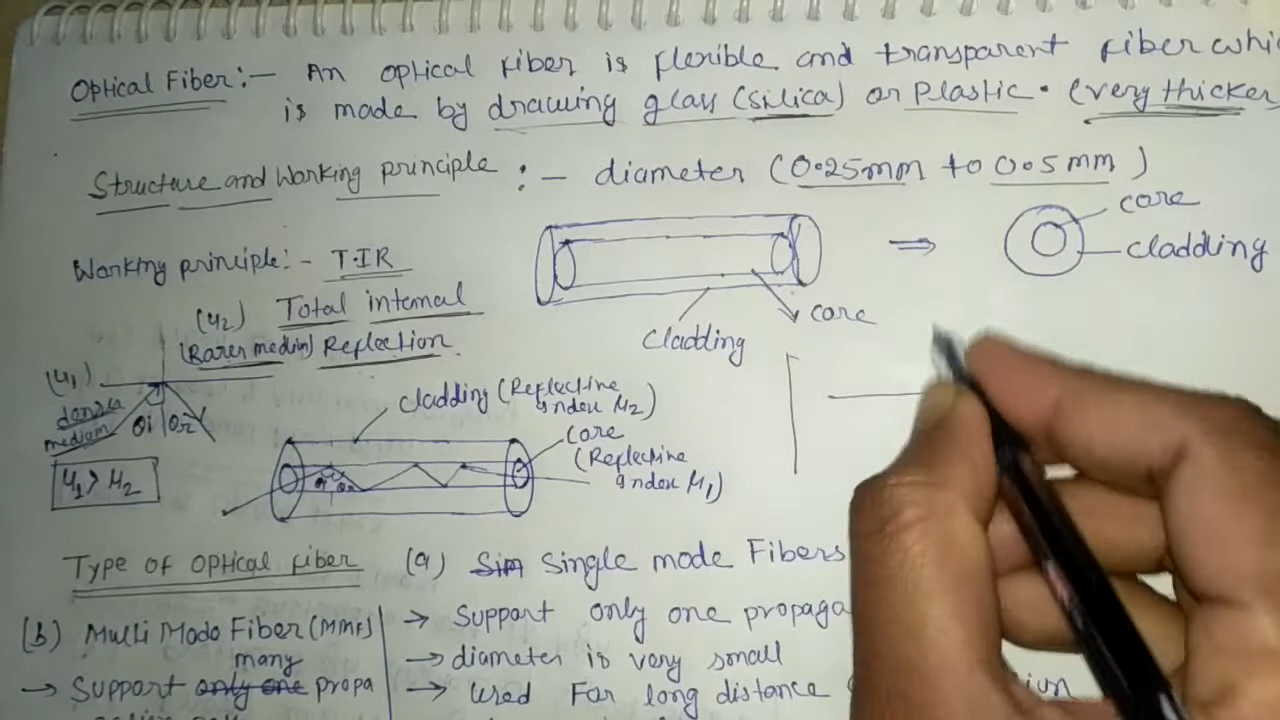 Optical Fiber:- An optical fiber is flexible and transparent fiber whi
is made by drawing glass (silica) or Plastic. (very thicker
Structure and Working principle :- diameter (0.25mm to 0.5mm)
core
cladding
Working principle:- T.I.R
(μ2) Total internal
(Rarer medium) Reflection.
core
cladding
(μ1)
denser
medium
θi θr
μ1 > μ2
cladding (Reflective
index μ2)
core
(Reflective
index μ1)
θi θr
Type of optical fiber (a) Sim Single mode Fibers
(b) Multi Mode Fiber (MMF)
many
→ Support only one propa
→ Support only one propaga
→ diameter is very small
→ Used For long distance